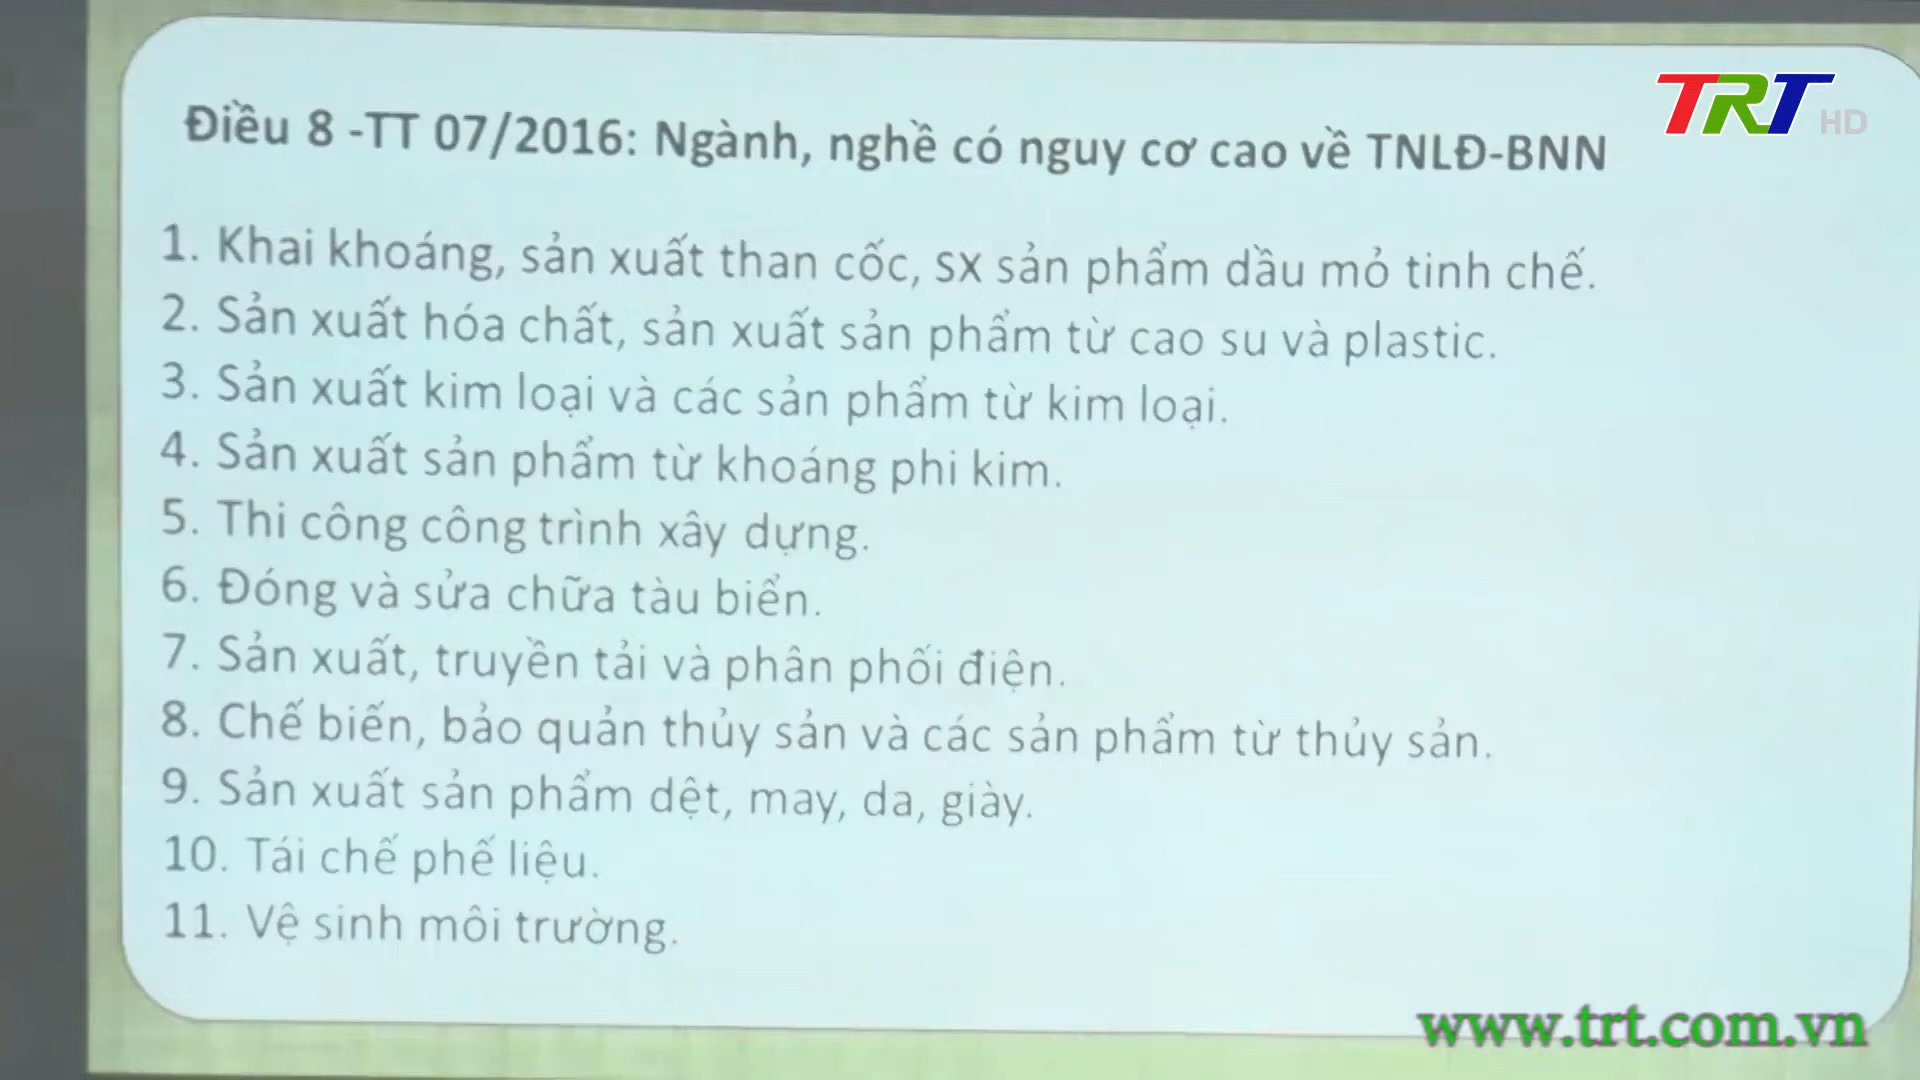 TRT HD
Điều 8 -TT 07/2016: Ngành, nghề có nguy cơ cao về TNLĐ-BNN
1. Khai khoáng, sản xuất than cốc, sx sản phẩm dầu mỏ tinh chế.
2. Sản xuất hóa chất, sản xuất sản phẩm từ cao su và plastic.
3. Sản xuất kim loại và các sản phẩm từ kim loại.
4. Sản xuất sản phẩm từ khoáng phi kim.
5. Thi công công trình xây dựng.
6. Đóng và sửa chữa tàu biển.
7. Sản xuất, truyền tải và phân phối điện.
8. Chế biến, bảo quản thủy sản và các sản phẩm từ thủy sản.
9. Sản xuất sản phẩm dệt, may, da, giày.
10. Tái chế phế liệu.
11. Vệ sinh môi trường.
www.trt.com.vn